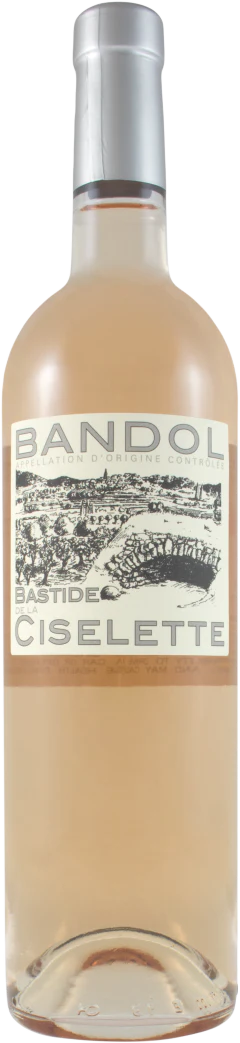 BANDOL
APPELLATION D'ORIGINE CONTRÔLÉE
BASTIDE
DE LA
CISELETTE